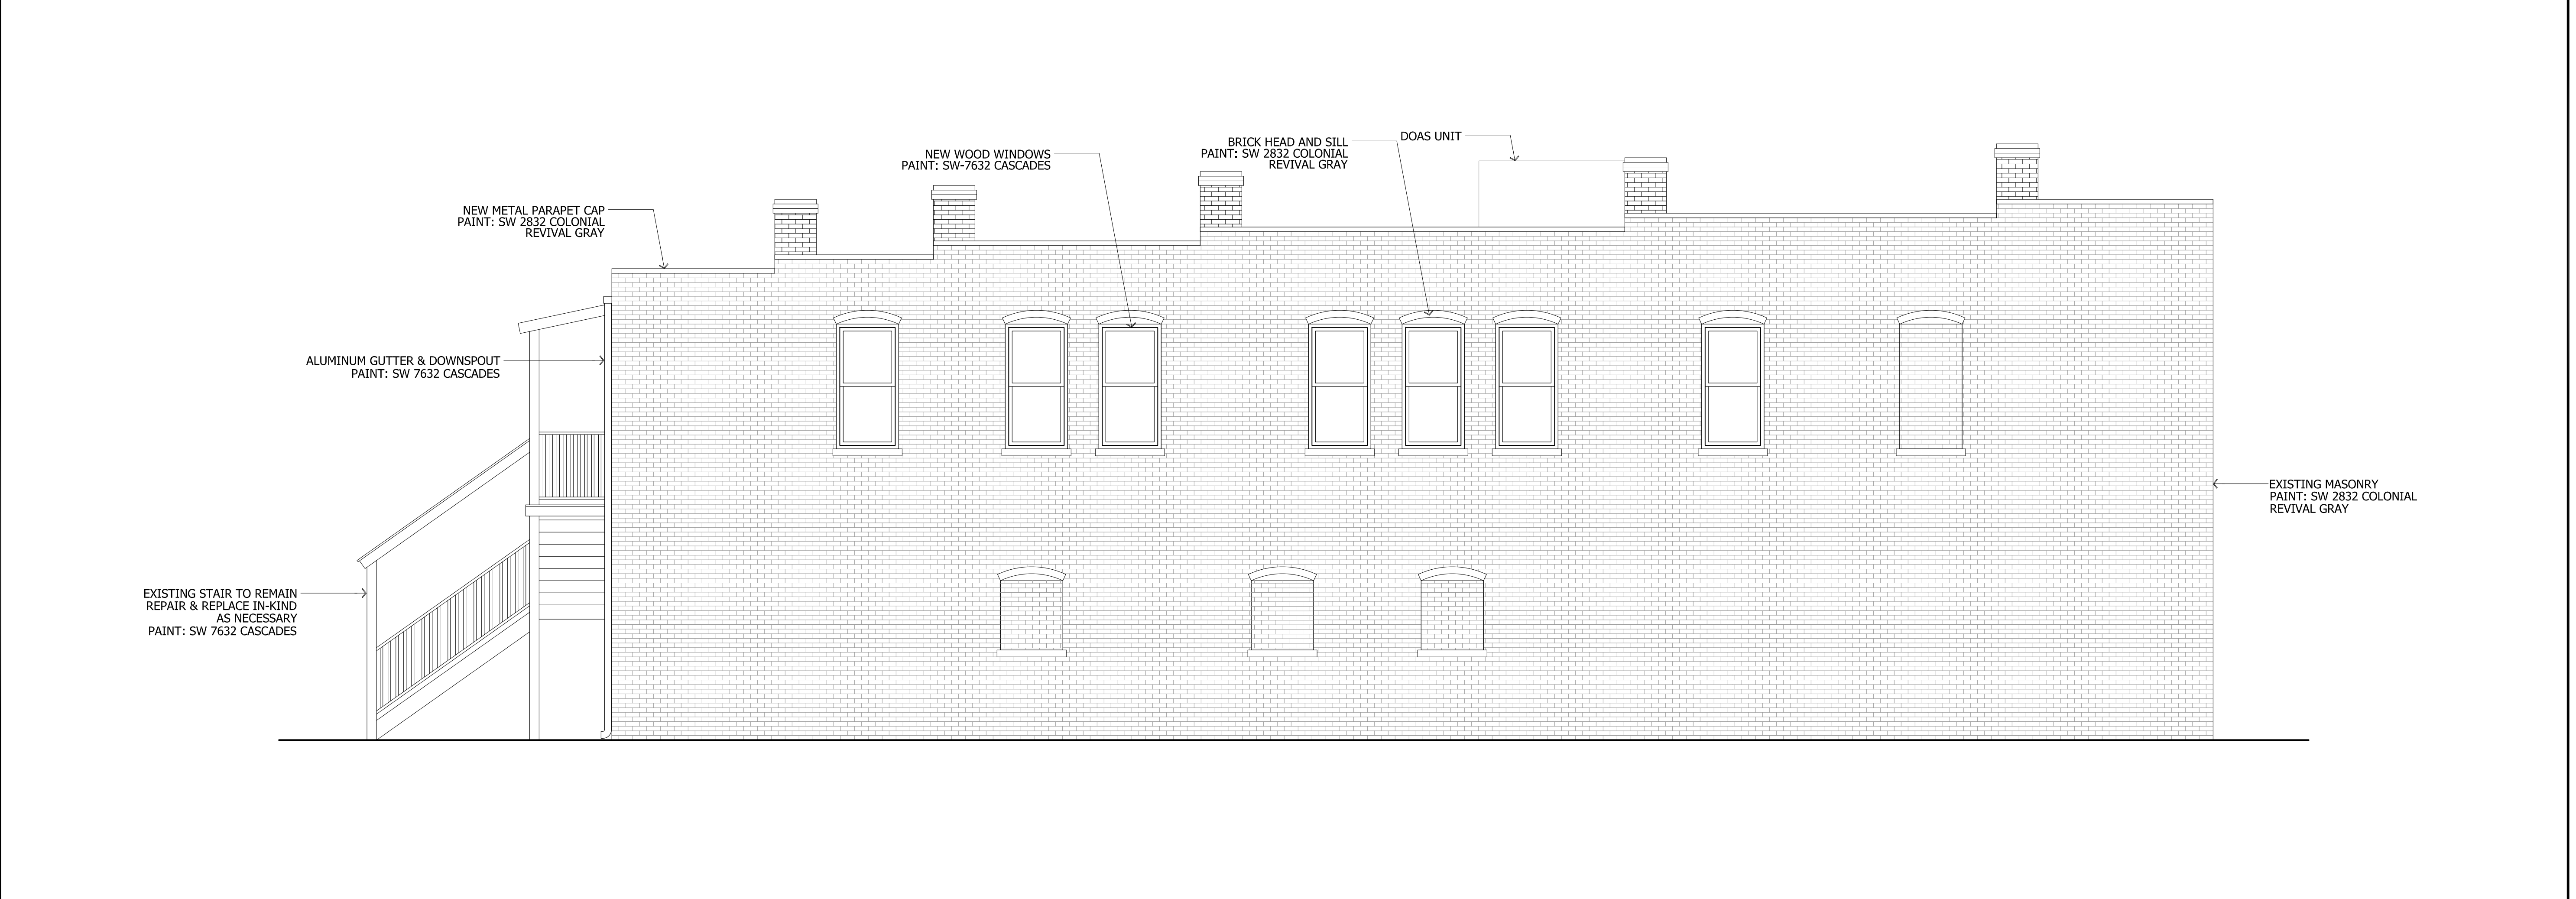 DOAS UNIT
BRICK HEAD AND SILL
PAINT: SW 2832 COLONIAL
REVIVAL GRAY
NEW WOOD WINDOWS
PAINT: SW-7632 CASCADES
NEW METAL PARAPET CAP
PAINT: SW 2832 COLONIAL
REVIVAL GRAY
ALUMINUM GUTTER & DOWNSPOUT
PAINT: SW 7632 CASCADES
EXISTING MASONRY
PAINT: SW 2832 COLONIAL
REVIVAL GRAY
EXISTING STAIR TO REMAIN
REPAIR & REPLACE IN-KIND
AS NECESSARY
PAINT: SW 7632 CASCADES